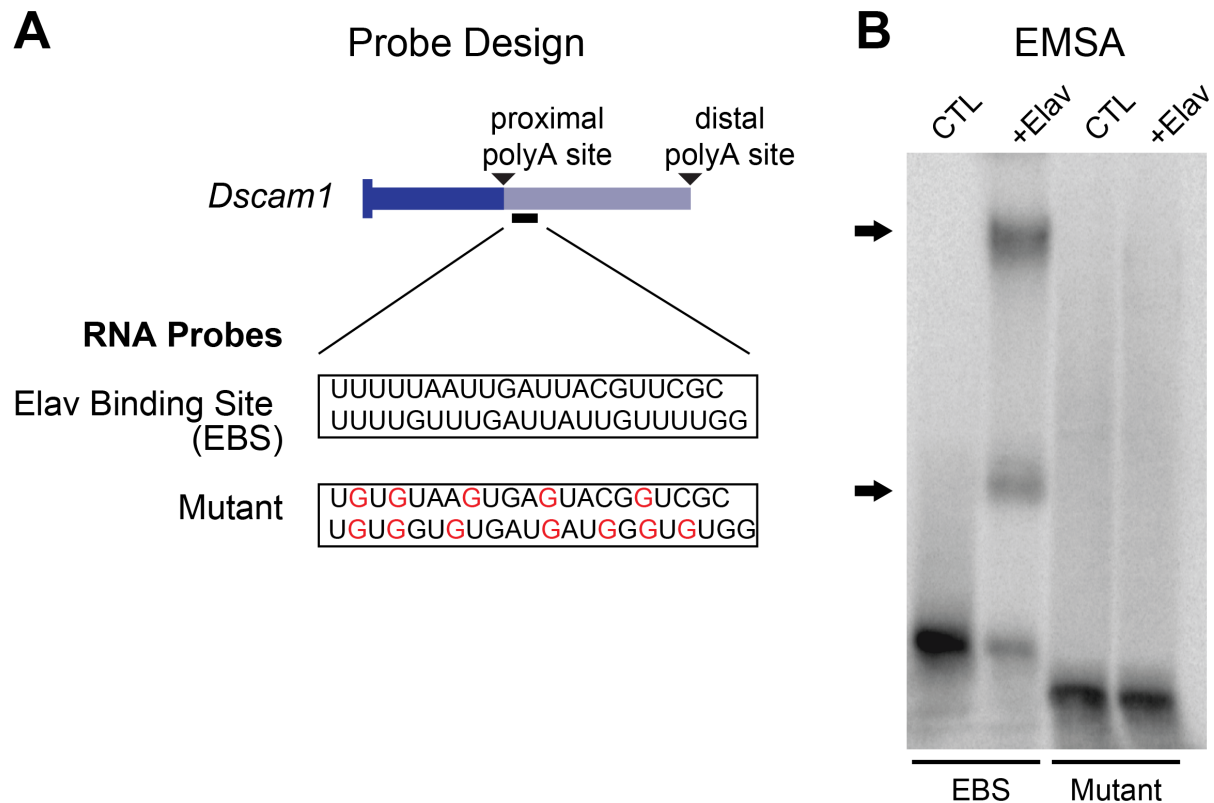 A
Probe Design
proximal
polyA site
distal
polyA site
Dscam1
RNA Probes
Elav Binding Site
(EBS)
UUUUUAAUUGAUUACGUUCGC
UUUUGUUUGAUUAUUGUUUUGG
Mutant
UGUGUAAGUGAGUACGGUCGC
UGUGGUGUGAUGAUGGGUGUGG
B
EMSA
CTL
+Elav
CTL
+Elav
EBS
Mutant